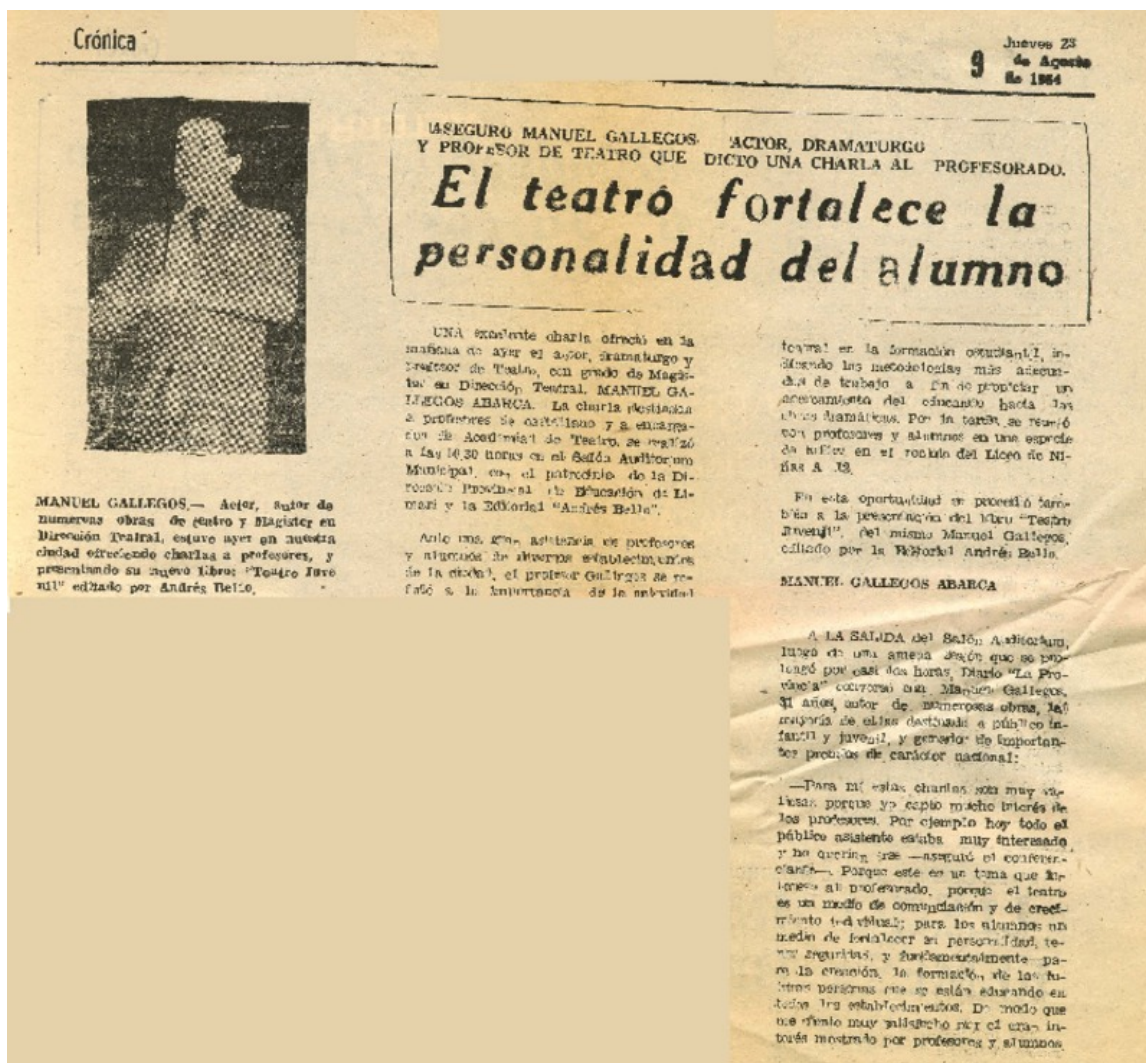 Crónica
9
Jueves 23
de Agosto
de 1984
ASEGURO MANUEL GALLEGOS, ACTOR, DRAMATURGO
Y PROFESOR DE TEATRO QUE DICTO UNA CHARLA AL PROFESORADO.
El teatro fortalece la
personalidad del alumno
MANUEL GALLEGOS.— Actor, autor de
numerosas obras de teatro y Magister en
Dirección Teatral, estuvo ayer en nuestra
ciudad ofreciendo charlas a profesores, y
presentando su nuevo libro: "Teatro Juve
nil" editado por Andrés Bello.
UNA excelente charla ofreció en la
mañana de ayer el actor, dramaturgo y
profesor de Teatro, con grado de Magis-
ter en Dirección Teatral, MANUEL GA-
LLEGOS ABARCA. La charla destinada
a profesores de castellano y a encarga-
dos de Academias de Teatro, se realizó
a las 10,30 horas en el Salón Auditorium
Municipal, con el patrocinio de la Di-
rección Provincial de Educación de Li-
marí y la Editorial "Andrés Bello".
Ante una gran asistencia de profesores
y alumnos de diversos establecimientos
de la ciudad, el profesor Gallegos se re-
firió a la importancia de la actividad
teatral en la formación estudiantil, in-
dicando las metodologías más adecua-
das de trabajo a fin de propiciar un
acercamiento del educando hacia las
obras dramáticas. Por la tarde, se reunió
con profesores y alumnos en una especie
de taller en el recinto del Liceo de Ni-
ñas A 12.
En esta oportunidad se procedió tam-
bién a la presentación del libro "Teatro
Juvenil", del mismo Manuel Gallegos,
editado por la Editorial Andrés Bello.
MANUEL GALLEGOS ABARCA
A LA SALIDA del Salón Auditorium,
luego de una amena sesión que se pro-
longó por casi dos horas, Diario "La Pro-
vincia" conversó con Manuel Gallegos,
31 años, autor de numerosas obras, la
mayoría de ellas destinada a público in-
fantil y juvenil, y ganador de importan-
tes premios de carácter nacional:
—Para mí estas charlas son muy va-
liosas porque yo capto mucho interés de
los profesores. Por ejemplo hoy todo el
público asistente estaba muy interesado
y no querían irse —aseguró el conferen-
ciante—. Porque este es un tema que in-
teresa al profesorado, porque el teatro
es un medio de comunicación y de creci-
miento individual; para los alumnos un
medio de fortalecer su personalidad, te-
ner seguridad, y fundamentalmente pa-
ra la creación, la formación de las fu-
turas personas que se están educando en
todos los establecimientos. De modo que
me siento muy satisfecho por el gran in-
terés mostrado por profesores y alumnos